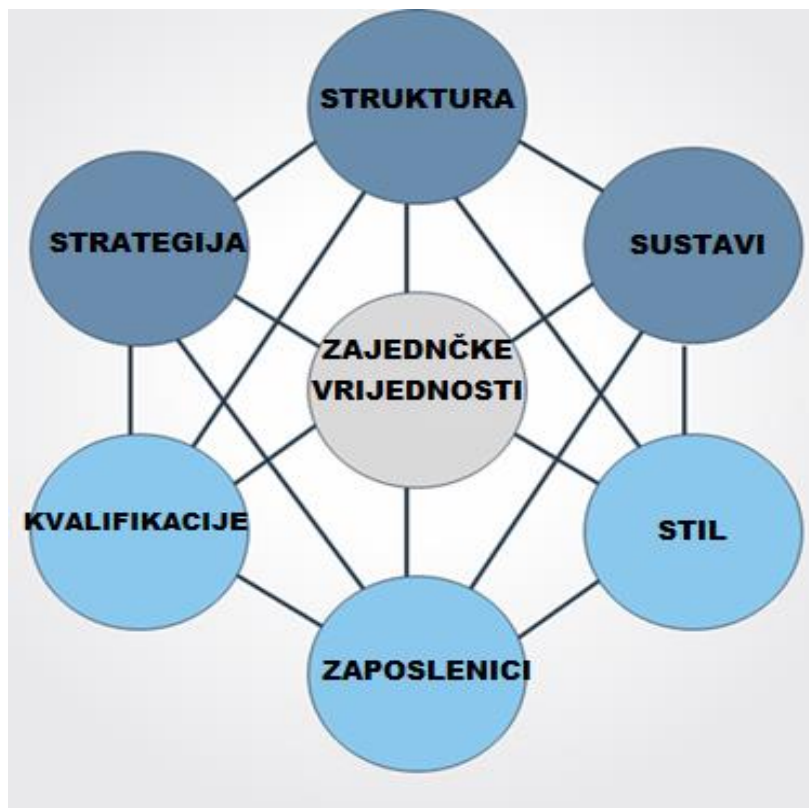 STRUKTURA
STRATEGIJA
SUSTAVI
ZAJEDNČKE
VRIJEDNOSTI
KVALIFIKACIJE
STIL
ZAPOSLENICI